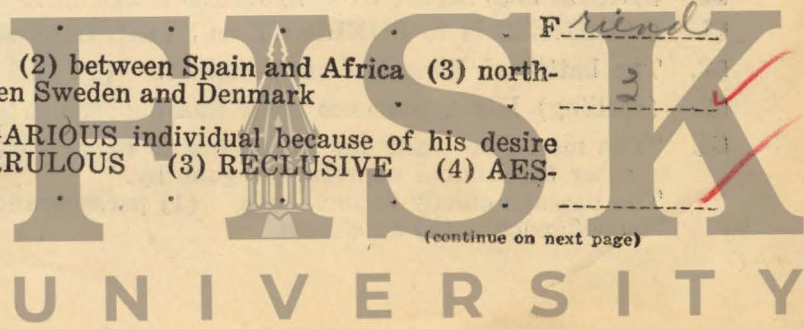 . . . . . F riend
(2) between Spain and Africa (3) north-
en Sweden and Denmark . . 2
ARIOUS individual because of his desire
RULOUS (3) RECLUSIVE (4) AES-
. . . . .
(continue on next page)
FISK
UNIVERSITY